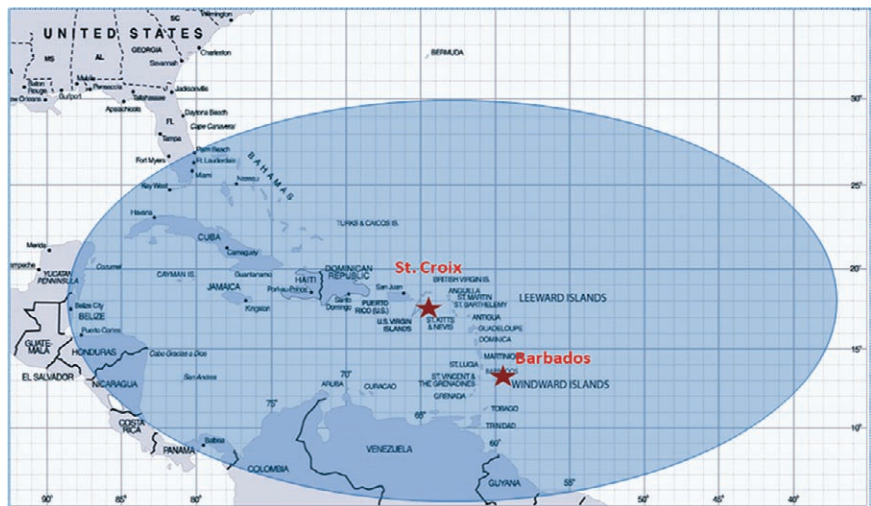 SC
Wilmington
UNITED STATES
MS
AL
GEORGIA
Charleston
Savannah
BERMUDA
Baton
Rouge
Mobile
Pensacola
Tallahassee
Jacksonville
Gulfport
New Orleans
Apalachicola
30°
FL
Daytona Beach
Cape Canaveral
Tampa
Fort Myers
Palm Beach
Ft. Lauderdale
Miami
BAHAMAS
Nassau
Key West
25°
Havana
TURKS & CAICOS IS.
CUBA
Camaguey
Merida
Campeche
YUCATAN
PENNINSULA
Cozumel
CAYMAN IS.
Guantanamo
DOMINICAN
REPUBLIC
St. Croix
20°
JAMAICA
Kingston
HAITI
Port-au-Prince
Santo
Domingo
San Juan
PUERTO
RICO (U.S.)
U.S. VIRGIN
ISLANDS
BRITISH VIRGIN IS.
ANGUILLA
ST. MARTIN
ST. BARTHELEMY
LEEWARD ISLANDS
ST. KITTS
& NEVIS
ANTIGUA
GUADELOUPE
DOMINICA
Belize City
BELIZE
Puerto Cortes
GUATE-
MALA
HONDURAS
Cabo Gracias a Dios
15°
EL SALVADOR
NICARAGUA
San Andres
MARTINIQUE
Barbados
ST. LUCIA
BARBADOS
ST. VINCENT &
THE GRENADINES
WINDWARD ISLANDS
GRENADA
ARUBA
CURACAO
70°
75°
65°
TOBAGO
TRINIDAD
60°
10°
COSTA
RICA
PANAMA
Balboa
COLOMBIA
VENEZUELA
GUYANA
55°
90°
85°
80°
50°
45°
40°